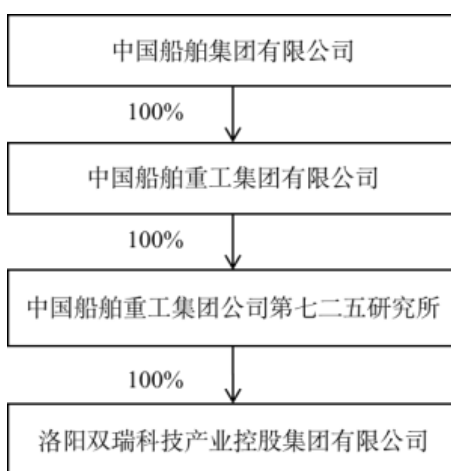 中国船舶集团有限公司
100%
中国船舶重工集团有限公司
100%
中国船舶重工集团公司第七二五研究所
100%
洛阳双瑞科技产业控股集团有限公司